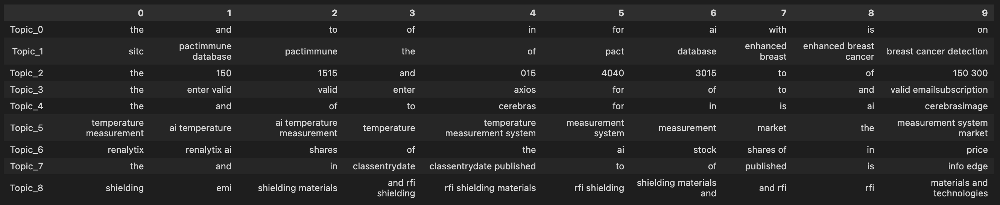 0 1 2 3 4 5 6 7 8 9
Topic_0 the and to of in for ai with is on
Topic_1 sitc pactimmune database pactimmune the of pact database enhanced breast enhanced breast cancer breast cancer detection
Topic_2 the 150 1515 and 015 4040 3015 to of 150 300
Topic_3 the enter valid valid enter axios for of to and valid emailsubscription
Topic_4 the and of to cerebras for in is ai cerebrasimage
Topic_5 temperature measurement ai temperature ai temperature measurement temperature temperature measurement system measurement system measurement market the measurement system market
Topic_6 renalytix renalytix ai shares of the ai stock shares of in price
Topic_7 the and in classentrydate classentrydate published to of published is info edge
Topic_8 shielding emi shielding materials and rfi shielding rfi shielding materials rfi shielding shielding materials and and rfi rfi materials and technologies